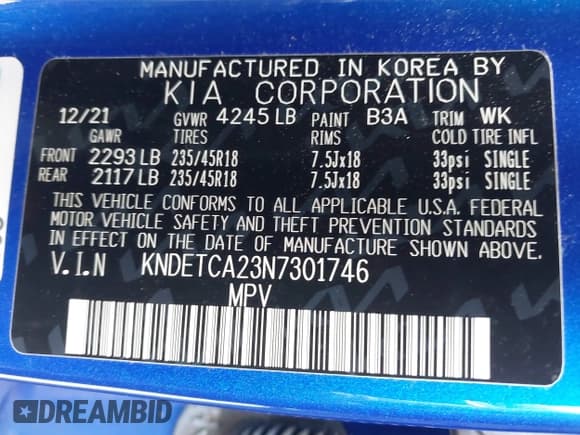 MANUFACTURED IN KOREA BY
KIA CORPORATION
12/21 GVWR 4245 LB PAINT B3A TRIM WK
GAWR TIRES RIMS COLD TIRE INFL
FRONT 2293 LB 235/45R18 7.5Jx18 33psi SINGLE
REAR 2117 LB 235/45R18 7.5Jx18 33psi SINGLE
THIS VEHICLE CONFORMS TO ALL APPLICABLE U.S.A. FEDERAL
MOTOR VEHICLE SAFETY AND THEFT PREVENTION STANDARDS
IN EFFECT ON THE DATE OF MANUFACTURE SHOWN ABOVE.
V.I.N KNDETCA23N7301746
MPV
DREAMBID